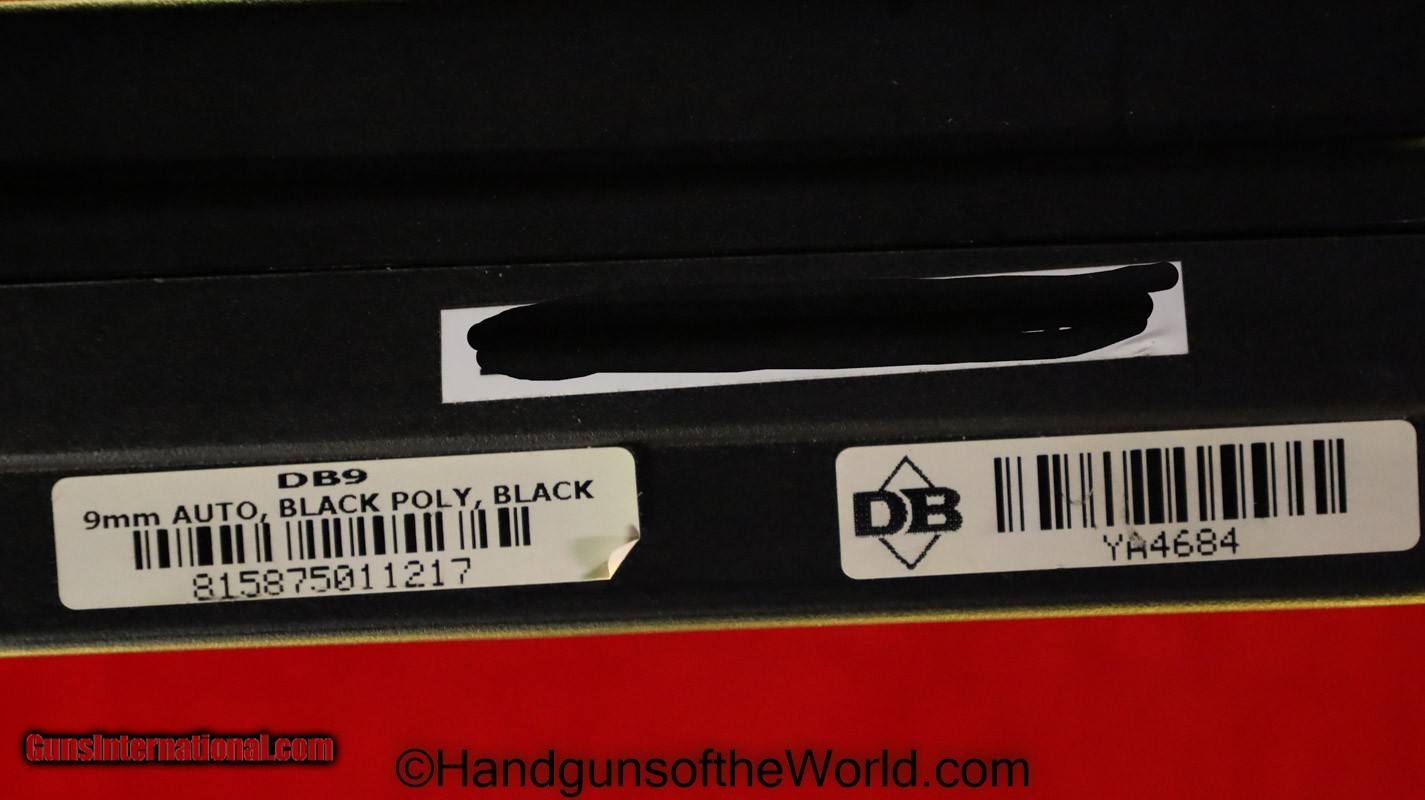 DB9
9mm AUTO, BLACK POLY, BLACK
815875011217
DB
YA4684
GunsInternational.com
©HandgunsoftheWorld.com